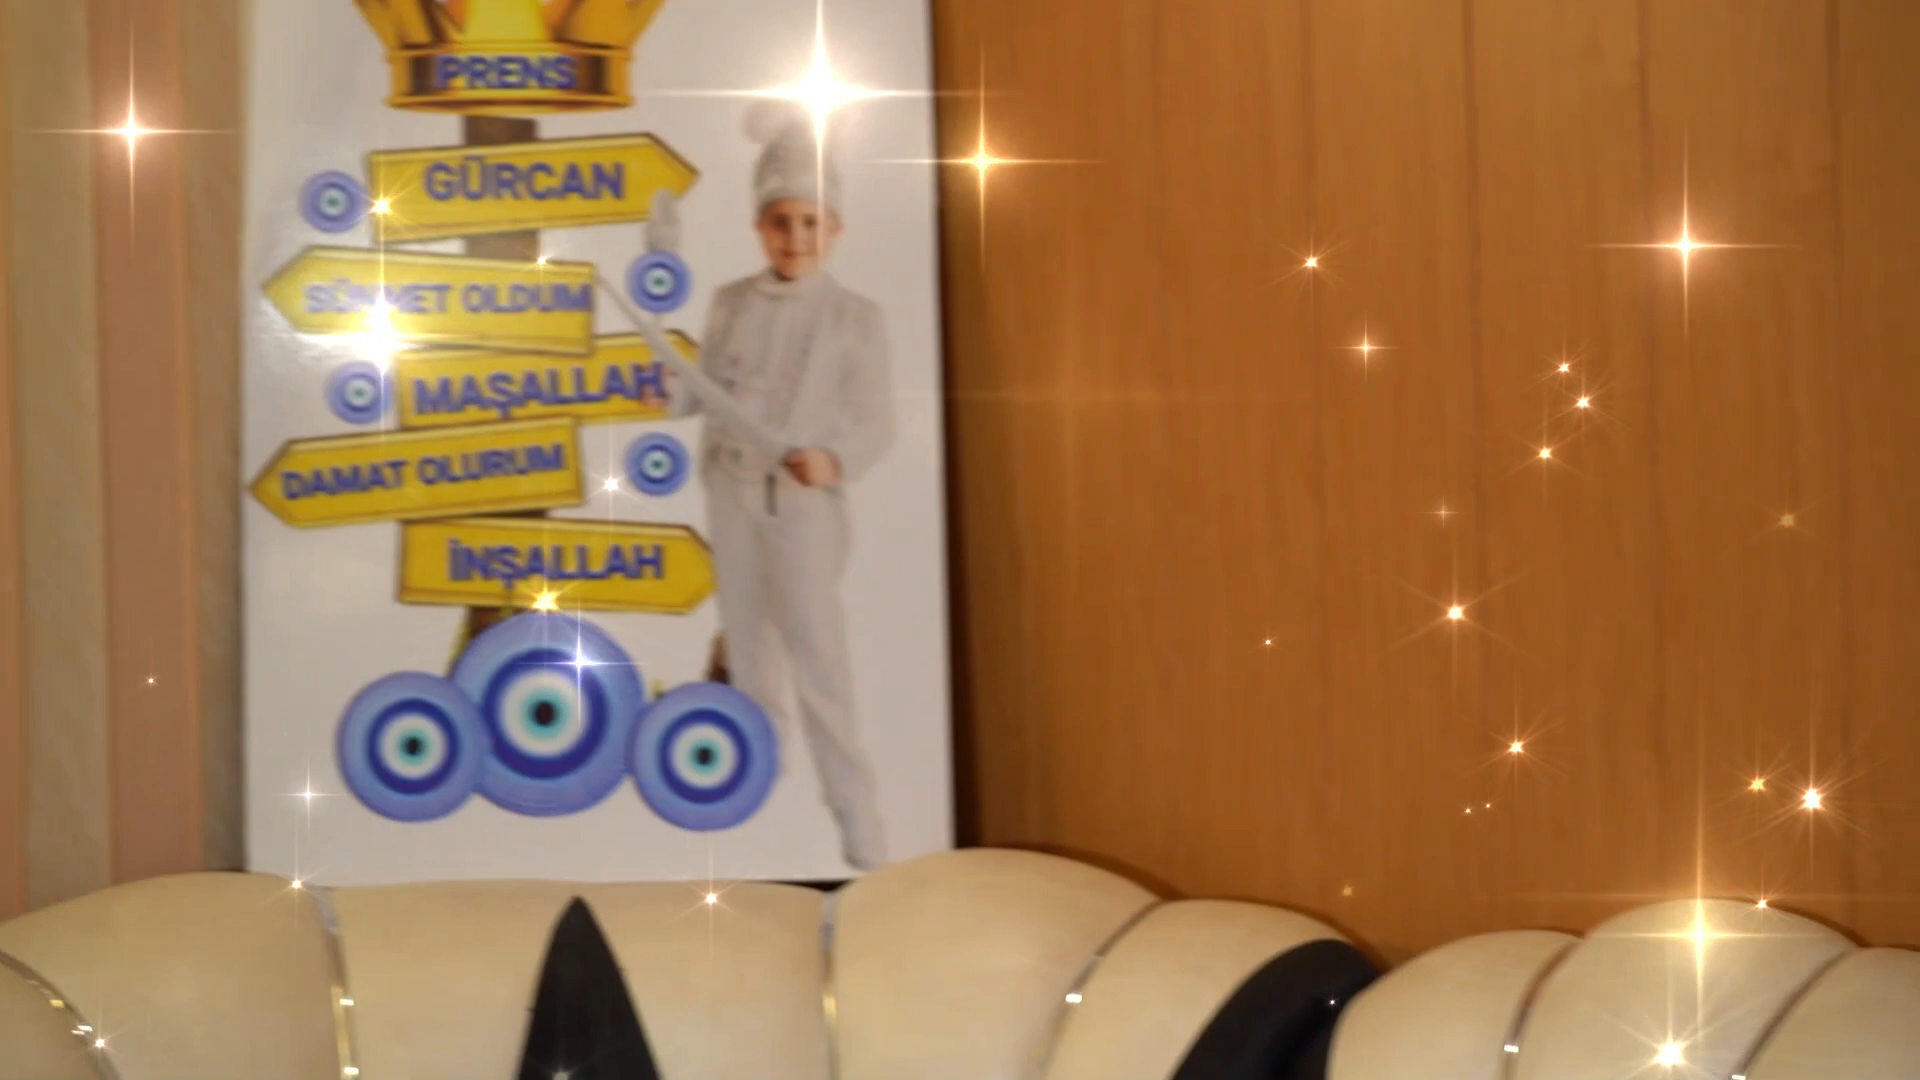 PRENS
GÜRCAN
SÜNNET OLDUM
MAŞALLAH
DAMAT OLURUM
İNŞALLAH